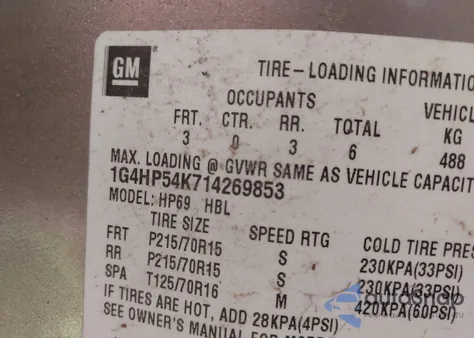 GM
TIRE-LOADING INFORMATIO
OCCUPANTS VEHICL
FRT. CTR. RR. TOTAL KG
3 0 3 6 488
MAX. LOADING @ GVWR SAME AS VEHICLE CAPACIT
1G4HP54K714269853
MODEL: HP69 HBL
TIRE SIZE SPEED RTG COLD TIRE PRES
FRT P215/70R15 S 230KPA(33PSI)
RR P215/70R15 S 230KPA(33PSI)
SPA T125/70R16 M 420KPA(60PSI)
IF TIRES ARE HOT, ADD 28KPA(4PSI)
SEE OWNER'S MANUAL FOR
autosnap